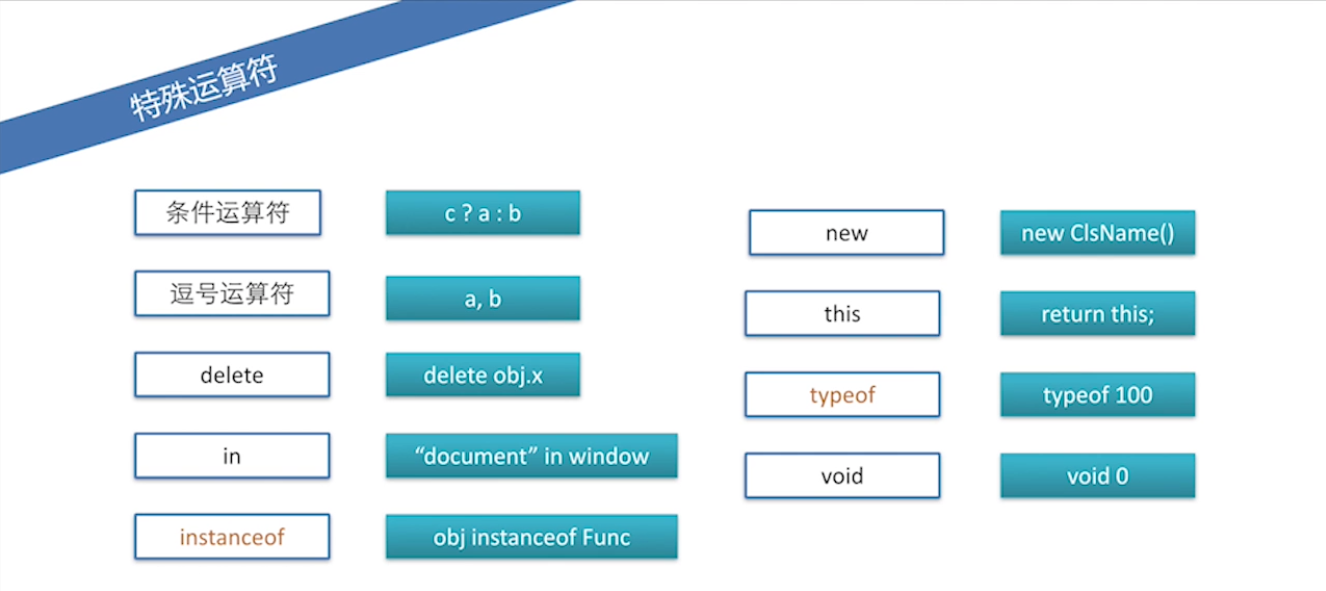 特殊运算符
条件运算符
c ? a : b
逗号运算符
a, b
delete
delete obj.x
in
“document” in window
instanceof
obj instanceof Func
new
new ClsName()
this
return this;
typeof
typeof 100
void
void 0